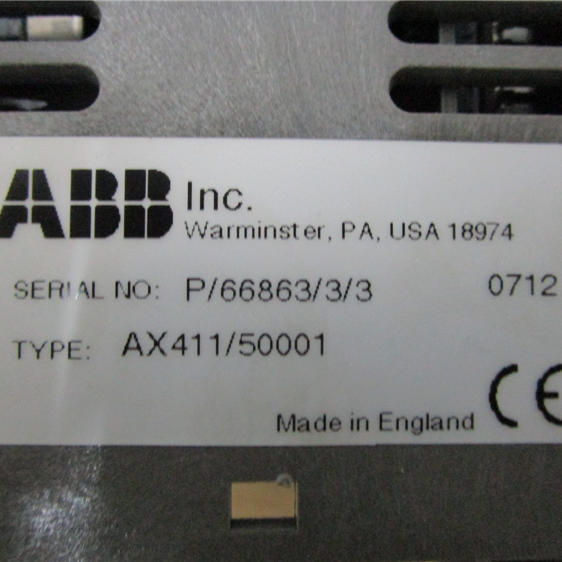 ABB Inc.
Warminster, PA, USA 18974
SERIAL NO: P/66863/3/3 0712
TYPE: AX411/50001
Made in England CE